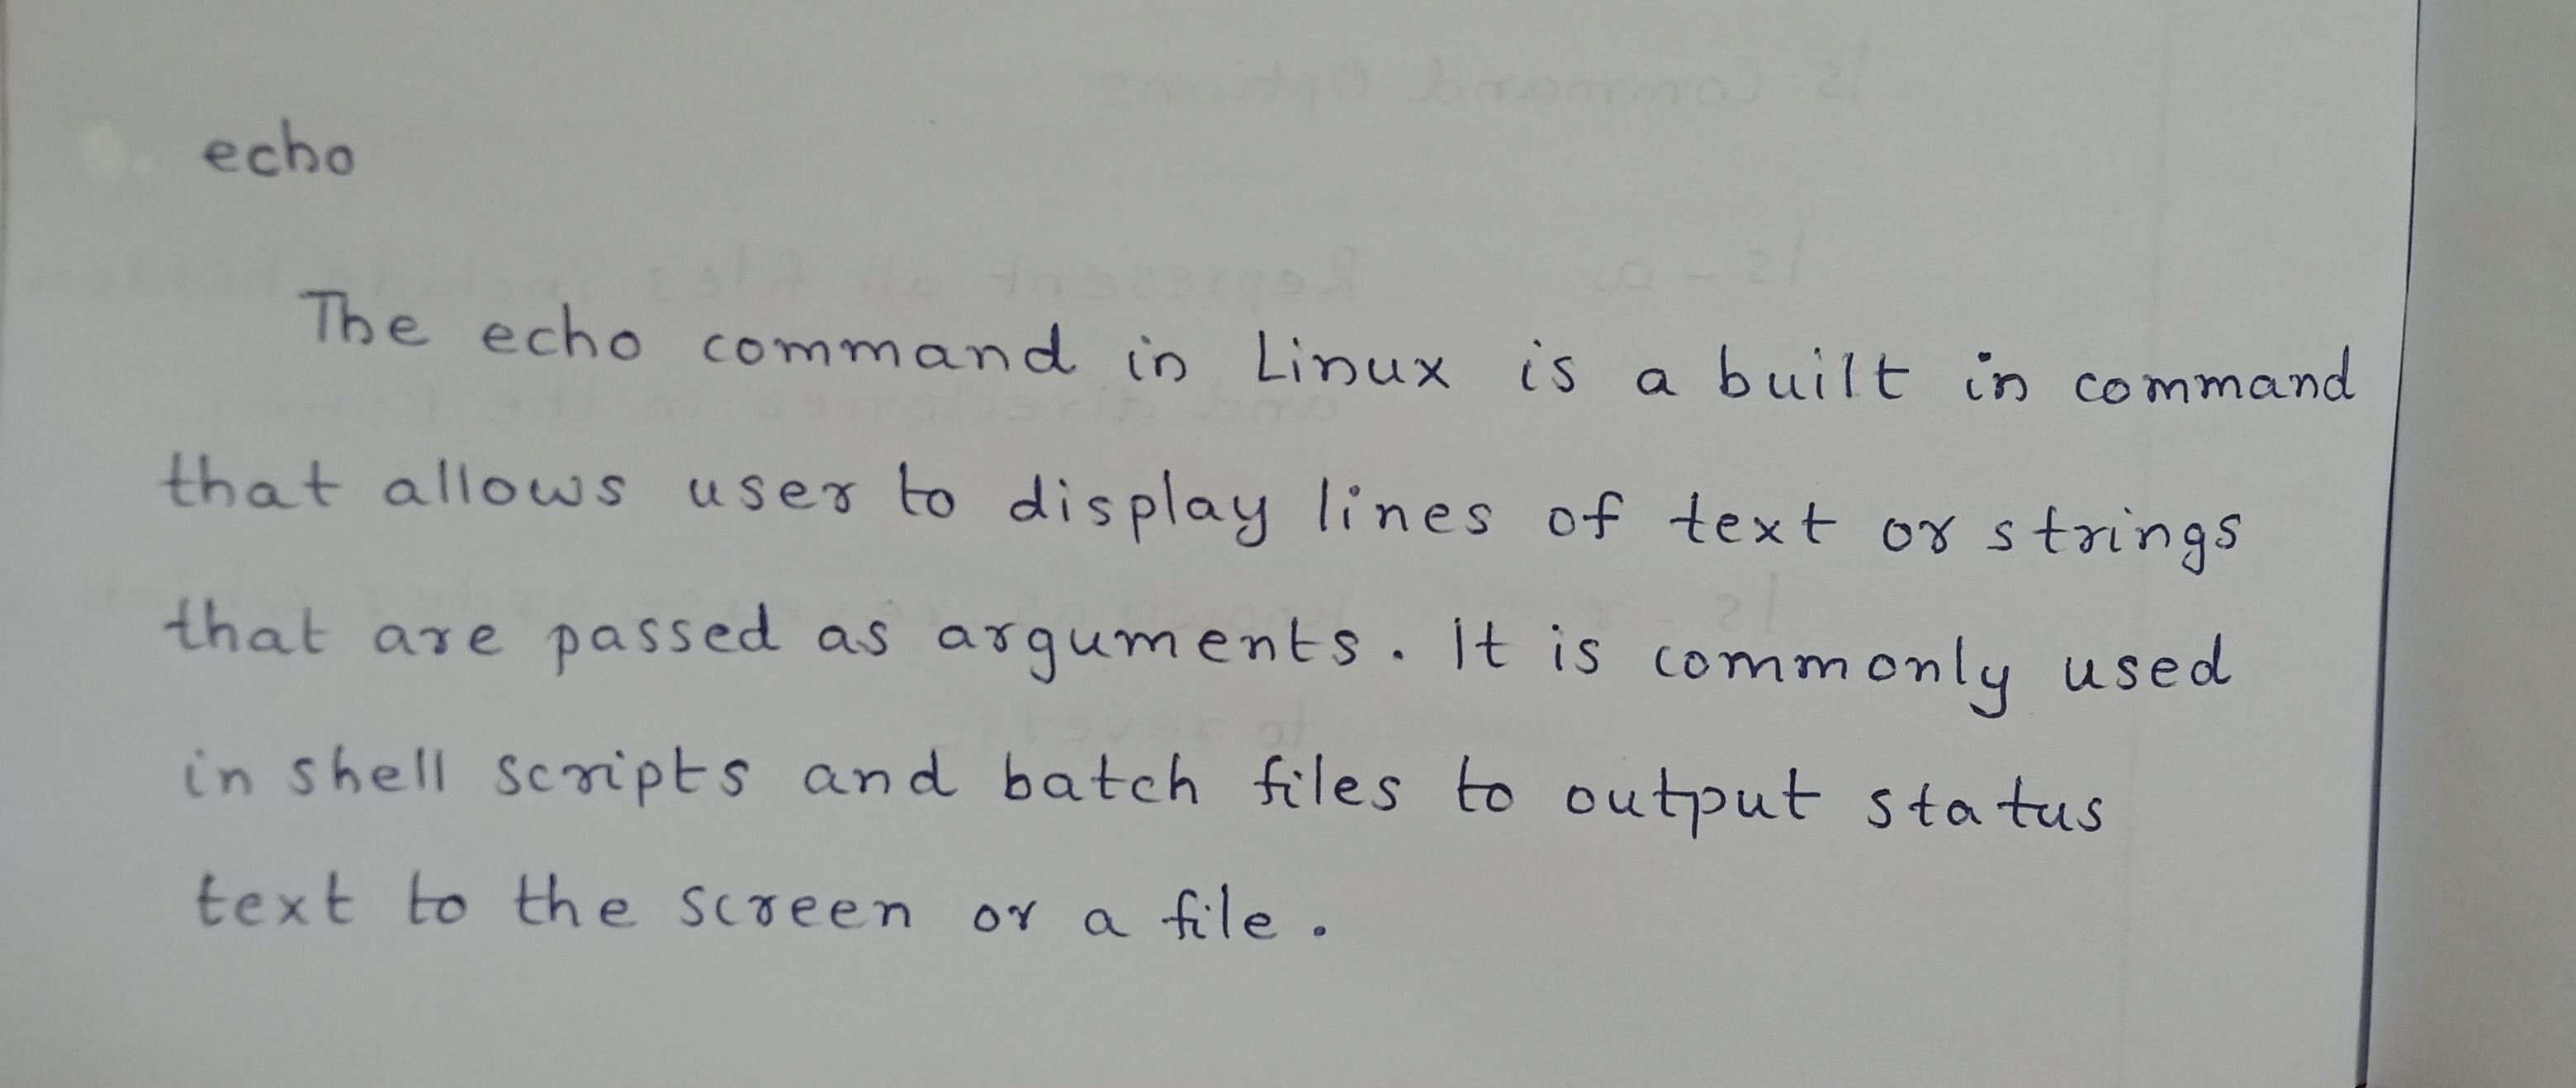 echo
The echo command in Linux is a built in command
that allows user to display lines of text or strings
that are passed as arguments. It is commonly used
in shell scripts and batch files to output status
text to the screen or a file.